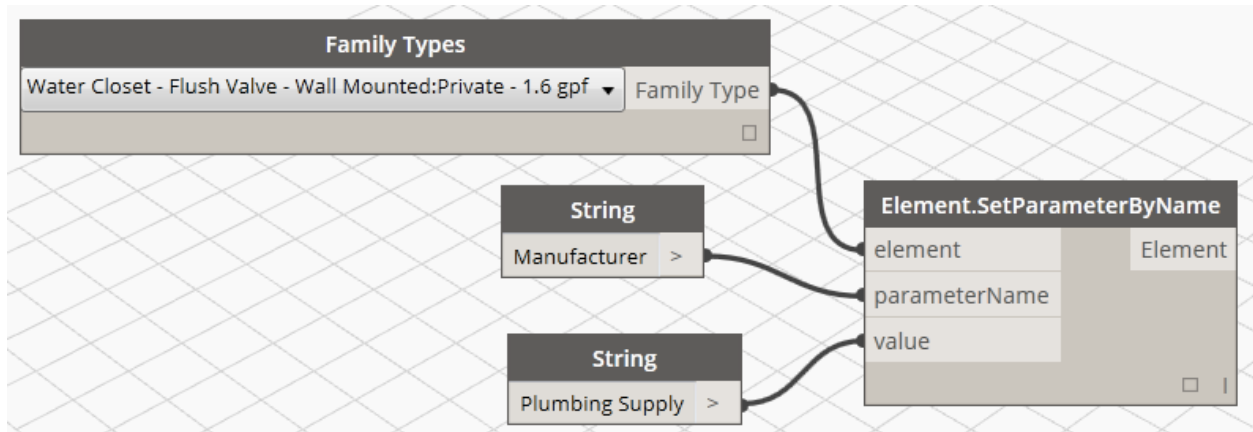 Family Types
Water Closet - Flush Valve - Wall Mounted:Private - 1.6 gpf
Family Type
String
Manufacturer >
Element.SetParameterByName
element
Element
parameterName
value
String
Plumbing Supply >